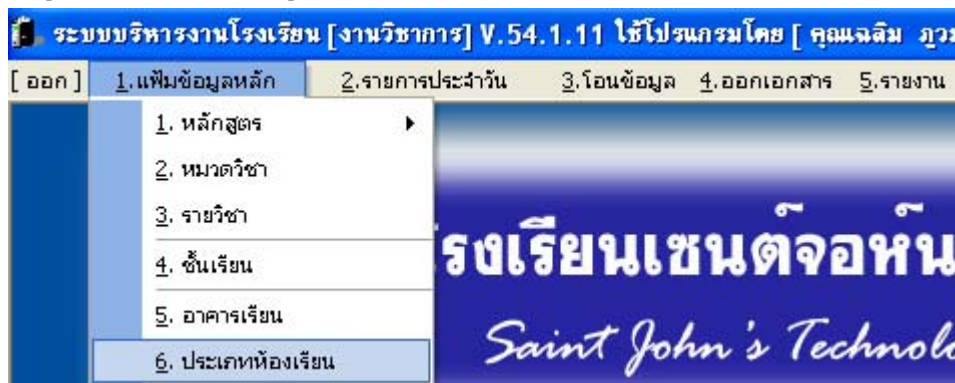 ระบบบริหารงานโรงเรียน [งานวิชาการ] V.54.1.11 ใช้โปรแกรมโดย [ คุณเฉลิม
[ ออก ] 1.แฟ้มข้อมูลหลัก 2.รายการประจำวัน 3.โอนข้อมูล 4.ออกเอกสาร 5.รายงาน
1. หลักสูตร
2. หมวดวิชา
3. รายวิชา
4. ชั้นเรียน
รงเรียนเซนต์จอห์น
5. อาคารเรียน
6. ประเภทห้องเรียน
Saint John's Technolo